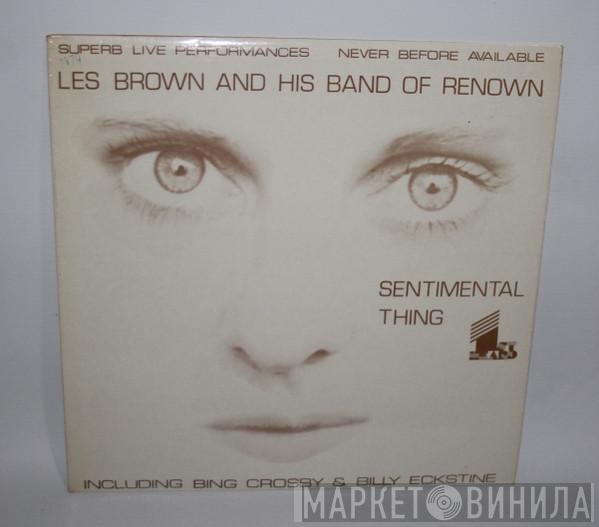 SUPERB LIVE PERFORMANCES NEVER BEFORE AVAILABLE
LES BROWN AND HIS BAND OF RENOWN
SENTIMENTAL
THING
INCLUDING BING CROSBY & BILLY ECKSTINE
МАРКЕТ ВИНИЛА